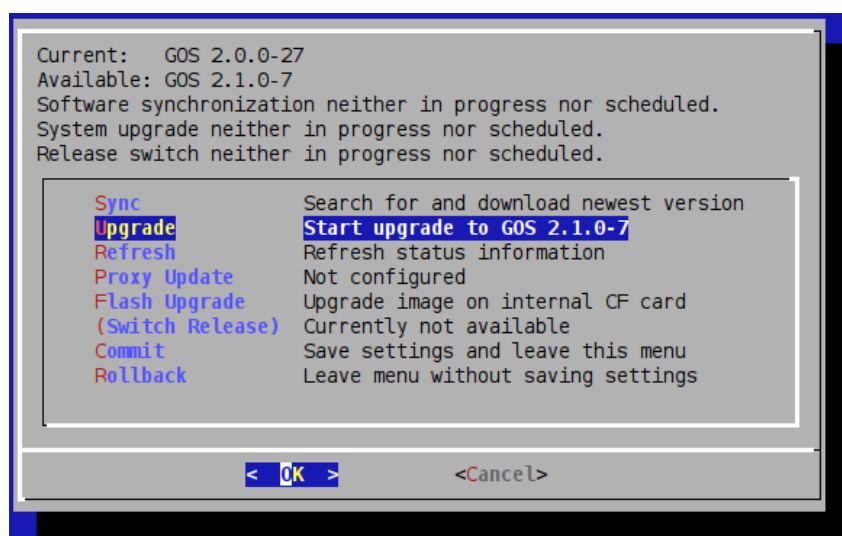 Current:   GOS 2.0.0-27
Available: GOS 2.1.0-7
Software synchronization neither in progress nor scheduled.
System upgrade neither in progress nor scheduled.
Release switch neither in progress nor scheduled.
Sync Search for and download newest version
Upgrade Start upgrade to GOS 2.1.0-7
Refresh Refresh status information
Proxy Update Not configured
Flash Upgrade Upgrade image on internal CF card
(Switch Release) Currently not available
Commit Save settings and leave this menu
Rollback Leave menu without saving settings
<  OK  > <Cancel>